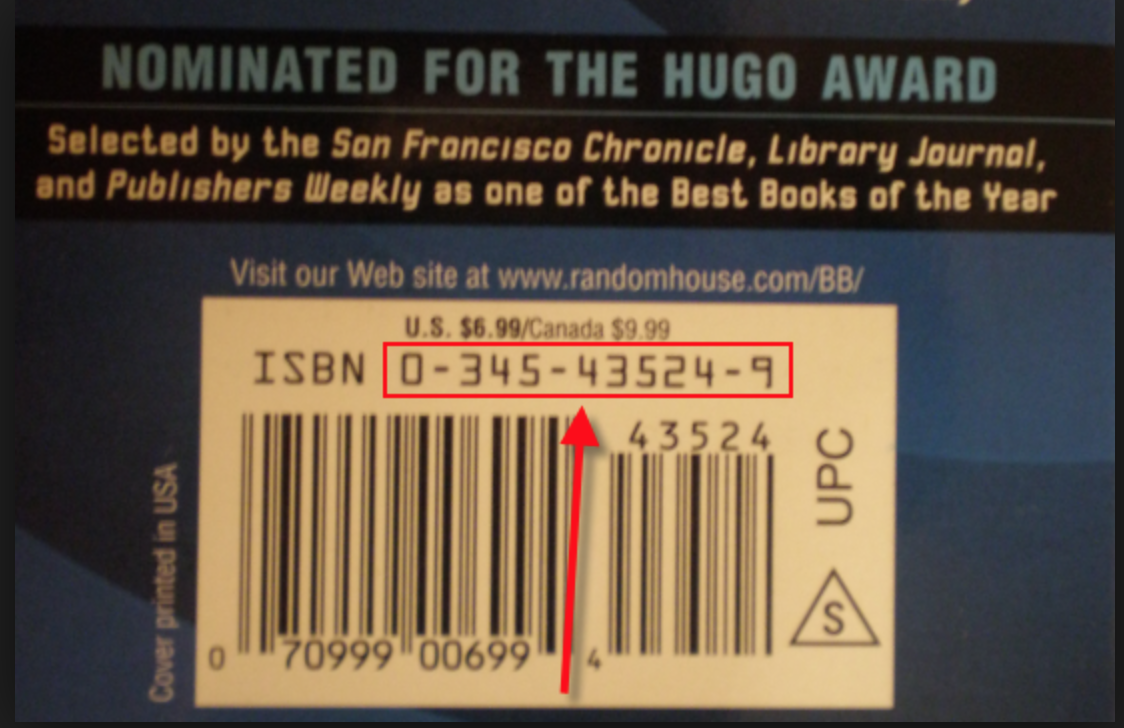 NOMINATED FOR THE HUGO AWARD
Selected by the San Francisco Chronicle, Library Journal,
and Publishers Weekly as one of the Best Books of the Year
Visit our Web site at www.randomhouse.com/BB/
U.S. $6.99/Canada $9.99
ISBN 0-345-43524-9
43524
0 70999 00699 4
UPC
S
Cover printed in USA